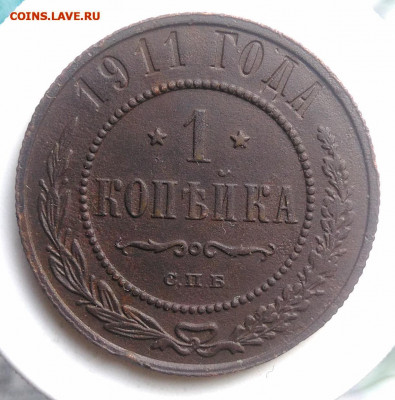 COINS.LAVE.RU
1911 ГОДА
1
КОПѢЙКА
С.П.Б